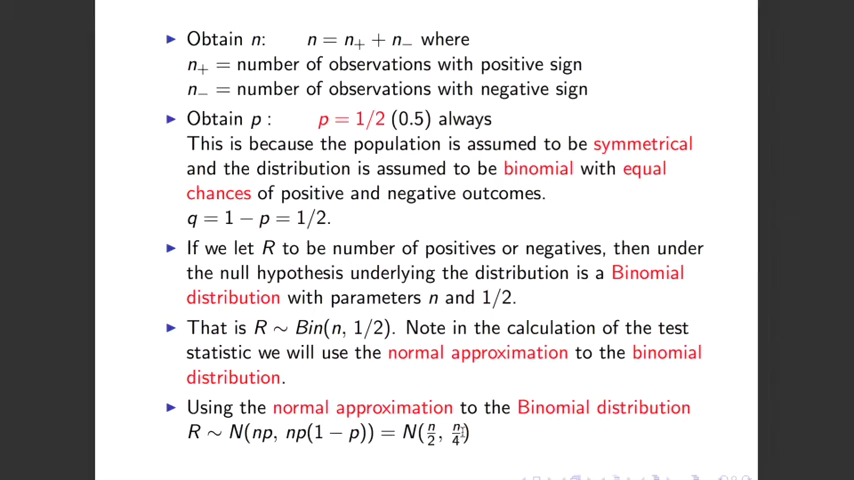 ▶ Obtain n: n = n₊ + n₋ where
n₊ = number of observations with positive sign
n₋ = number of observations with negative sign
▶ Obtain p : p = 1/2 (0.5) always
This is because the population is assumed to be symmetrical
and the distribution is assumed to be binomial with equal
chances of positive and negative outcomes.
q = 1 − p = 1/2.
▶ If we let R to be number of positives or negatives, then under
the null hypothesis underlying the distribution is a Binomial
distribution with parameters n and 1/2.
▶ That is R ∼ Bin(n, 1/2). Note in the calculation of the test
statistic we will use the normal approximation to the binomial
distribution.
▶ Using the normal approximation to the Binomial distribution
R ∼ N(np, np(1 − p)) = N(n/2, n/4)